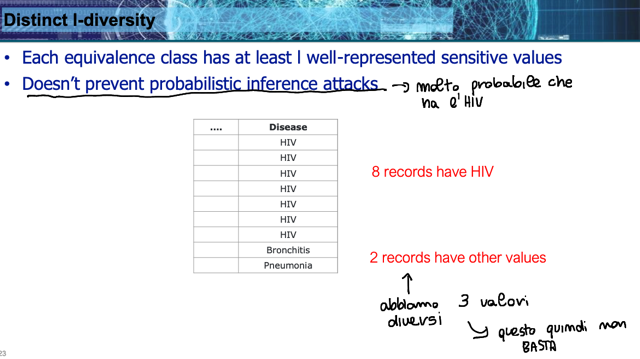 Distinct l-diversity
• Each equivalence class has at least l well-represented sensitive values
• Doesn't prevent probabilistic inference attacks → molto probabile che
ha l'HIV
.... Disease
HIV
HIV
HIV
HIV
HIV
HIV
HIV
Bronchitis
Pneumonia
8 records have HIV
2 records have other values
abbiamo 3 valori
diversi
questo quindi non
BASTA
23